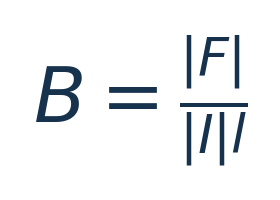 B = |F| / |I|l